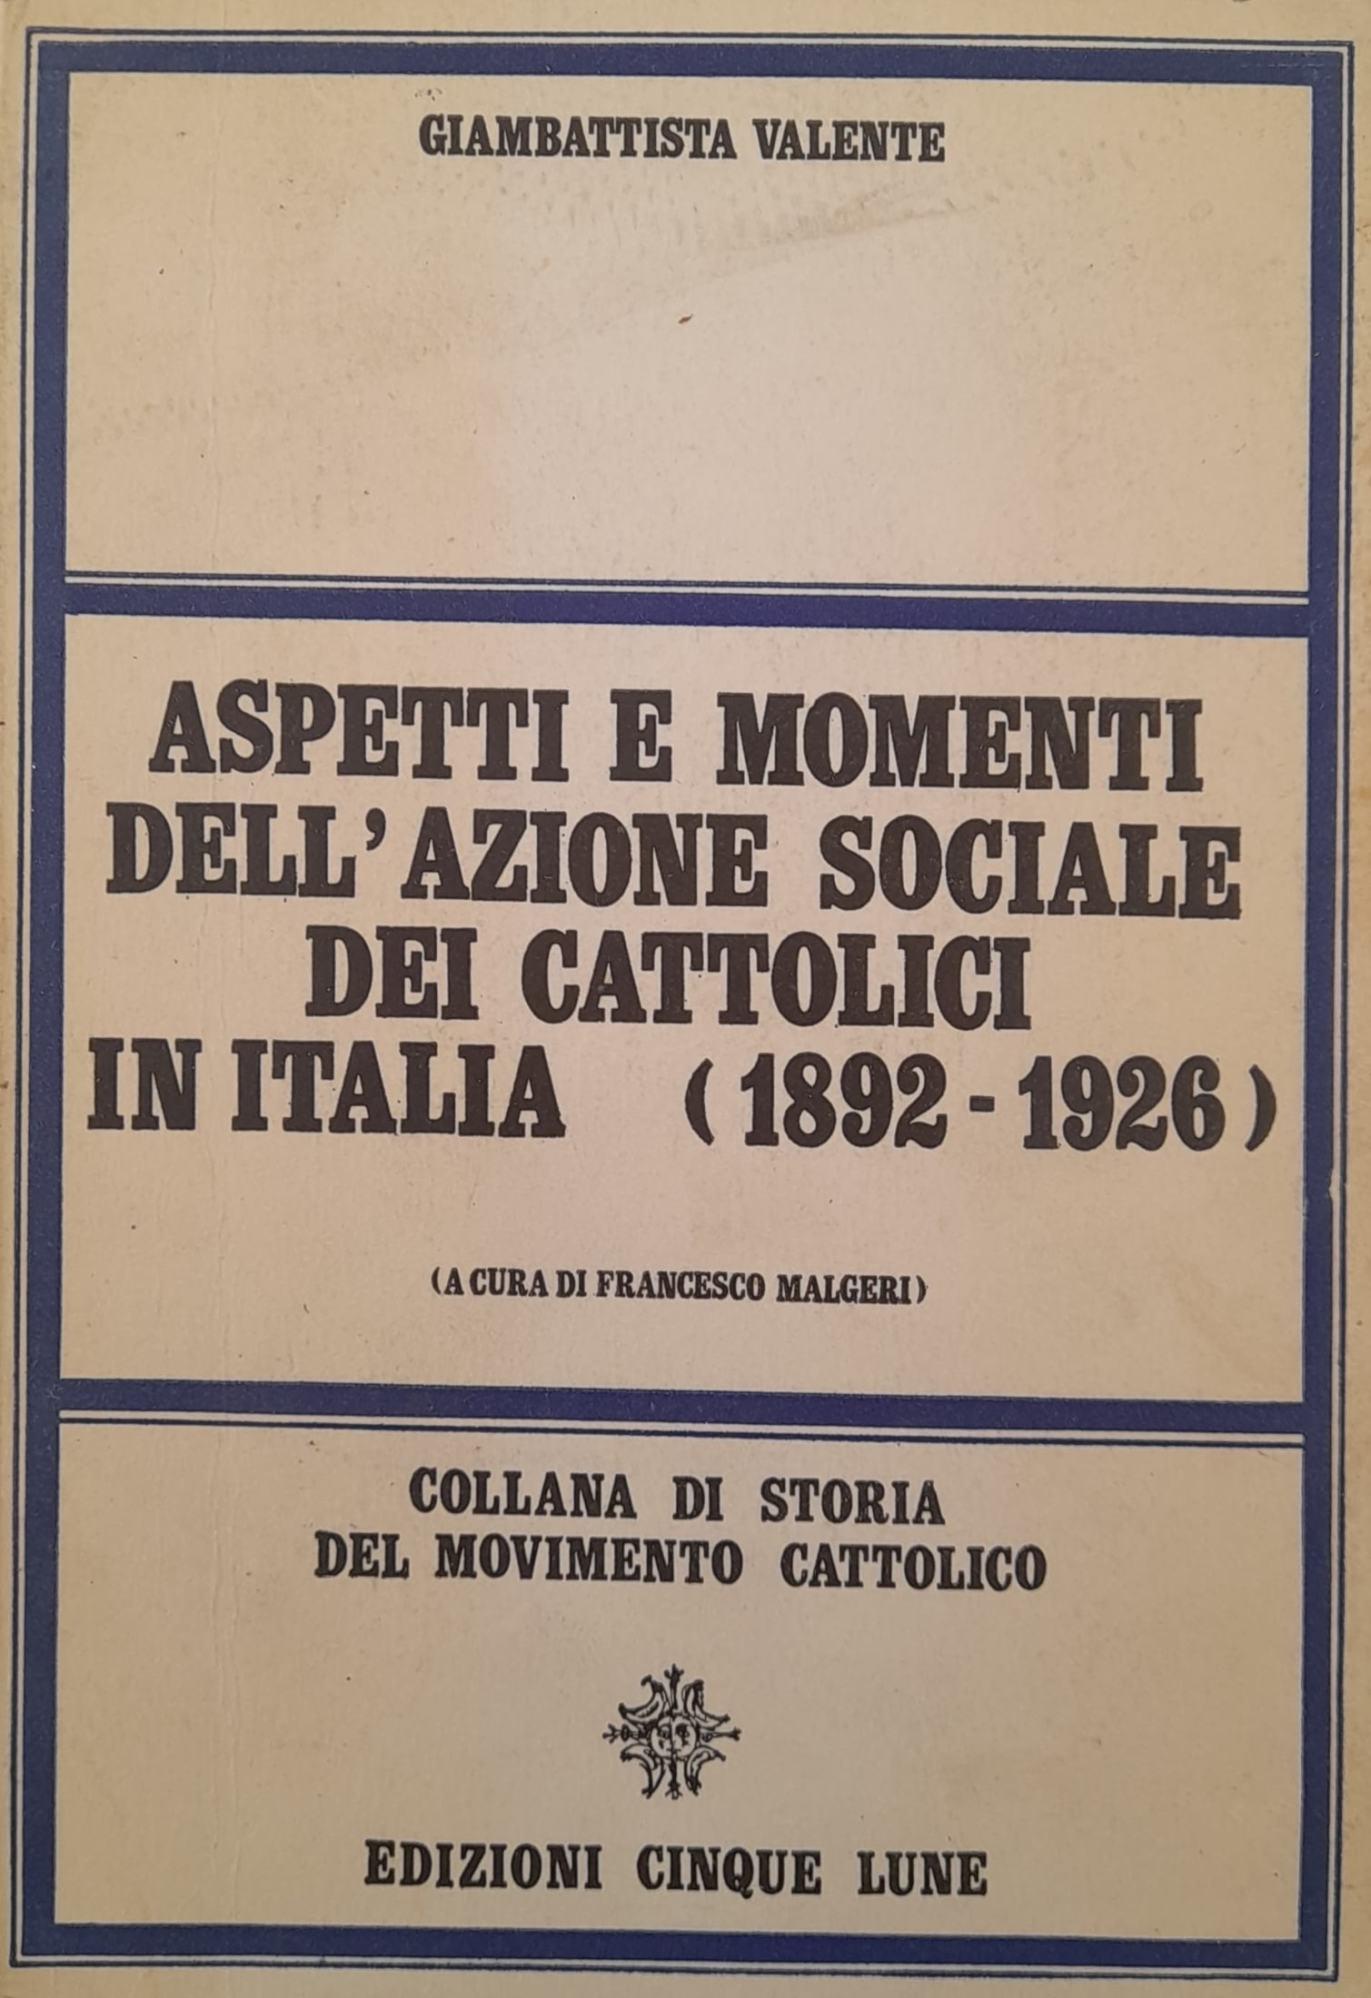 GIAMBATTISTA VALENTE
ASPETTI E MOMENTI
DELL'AZIONE SOCIALE
DEI CATTOLICI
IN ITALIA (1892-1926)
(A CURA DI FRANCESCO MALGERI)
COLLANA DI STORIA
DEL MOVIMENTO CATTOLICO
EDIZIONI CINQUE LUNE